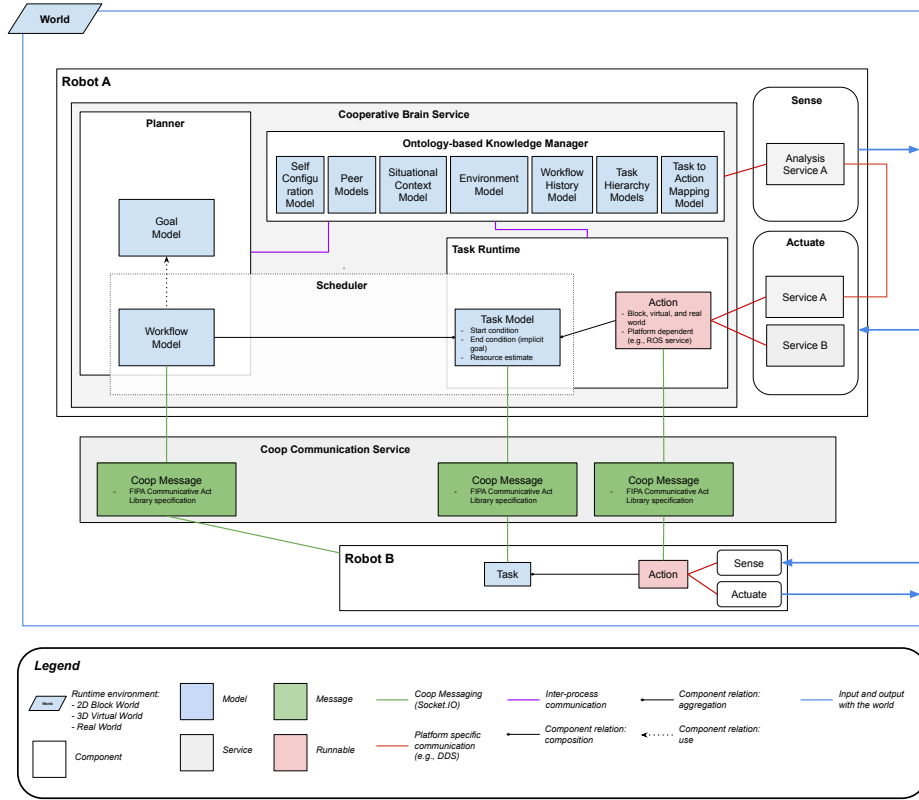 World
Robot A
Cooperative Brain Service
Planner
Ontology-based Knowledge Manager
Self
Configu
ration
Model
Peer
Models
Situational
Context
Model
Environment
Model
Workflow
History
Model
Task
Hierarchy
Models
Task to
Action
Mapping
Model
Sense
Analysis
Service A
Goal
Model
Task Runtime
Actuate
Scheduler
Workflow
Model
Task Model
- Start condition
- End condition (implicit
goal)
- Resource estimate
Action
- Block, virtual, and real
world
- Platform dependent
(e.g., ROS service)
Service A
Service B
Coop Communication Service
Coop Message
- FIPA Communicative Act
Library specification
Coop Message
- FIPA Communicative Act
Library specification
Coop Message
- FIPA Communicative Act
Library specification
Robot B
Task
Action
Sense
Actuate
Legend
World
Runtime environment:
- 2D Block World
- 3D Virtual World
- Real World
Model
Message
Coop Messaging
(Socket.IO)
Inter-process
communication
Component relation:
aggregation
Input and output
with the world
Component
Service
Runnable
Platform specific
communication
(e.g., DDS)
Component relation:
composition
Component relation:
use